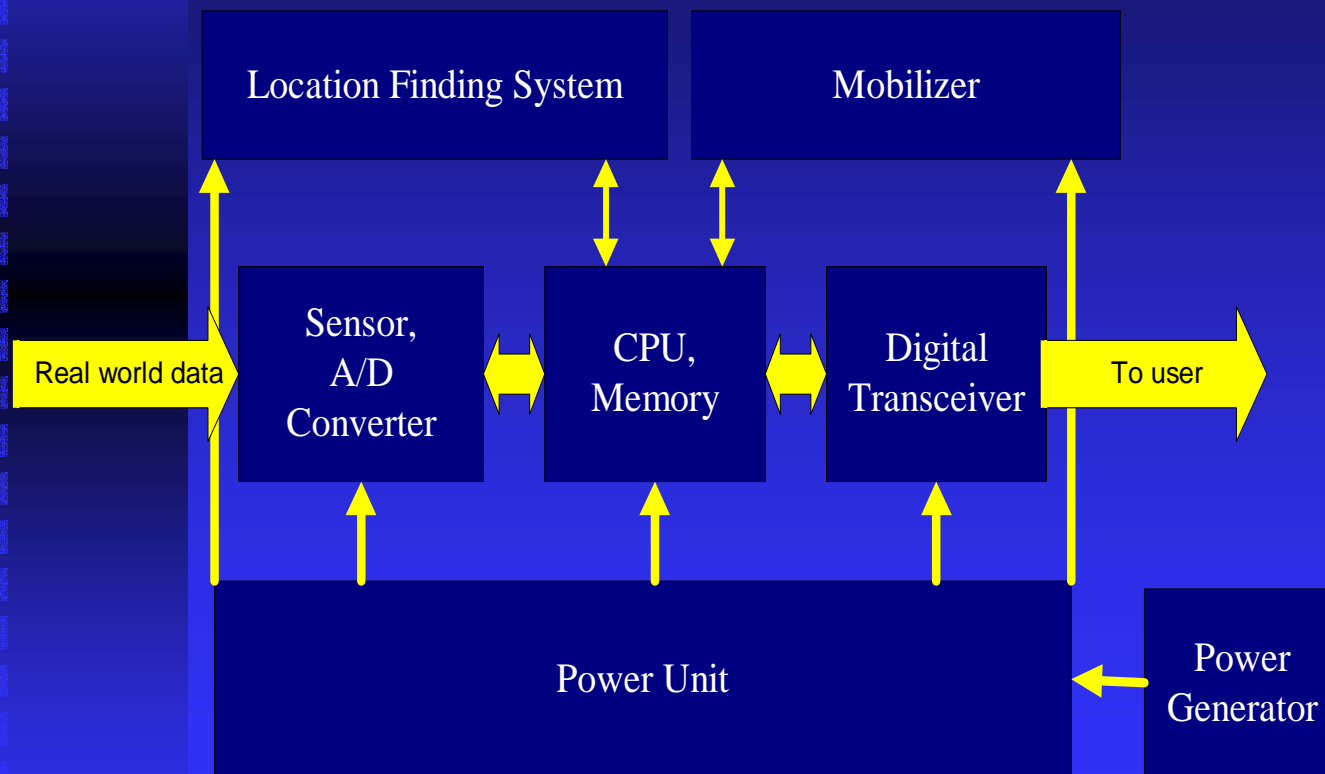 Location Finding System
Mobilizer
Real world data
Sensor,
A/D
Converter
CPU,
Memory
Digital
Transceiver
To user
Power Unit
Power
Generator